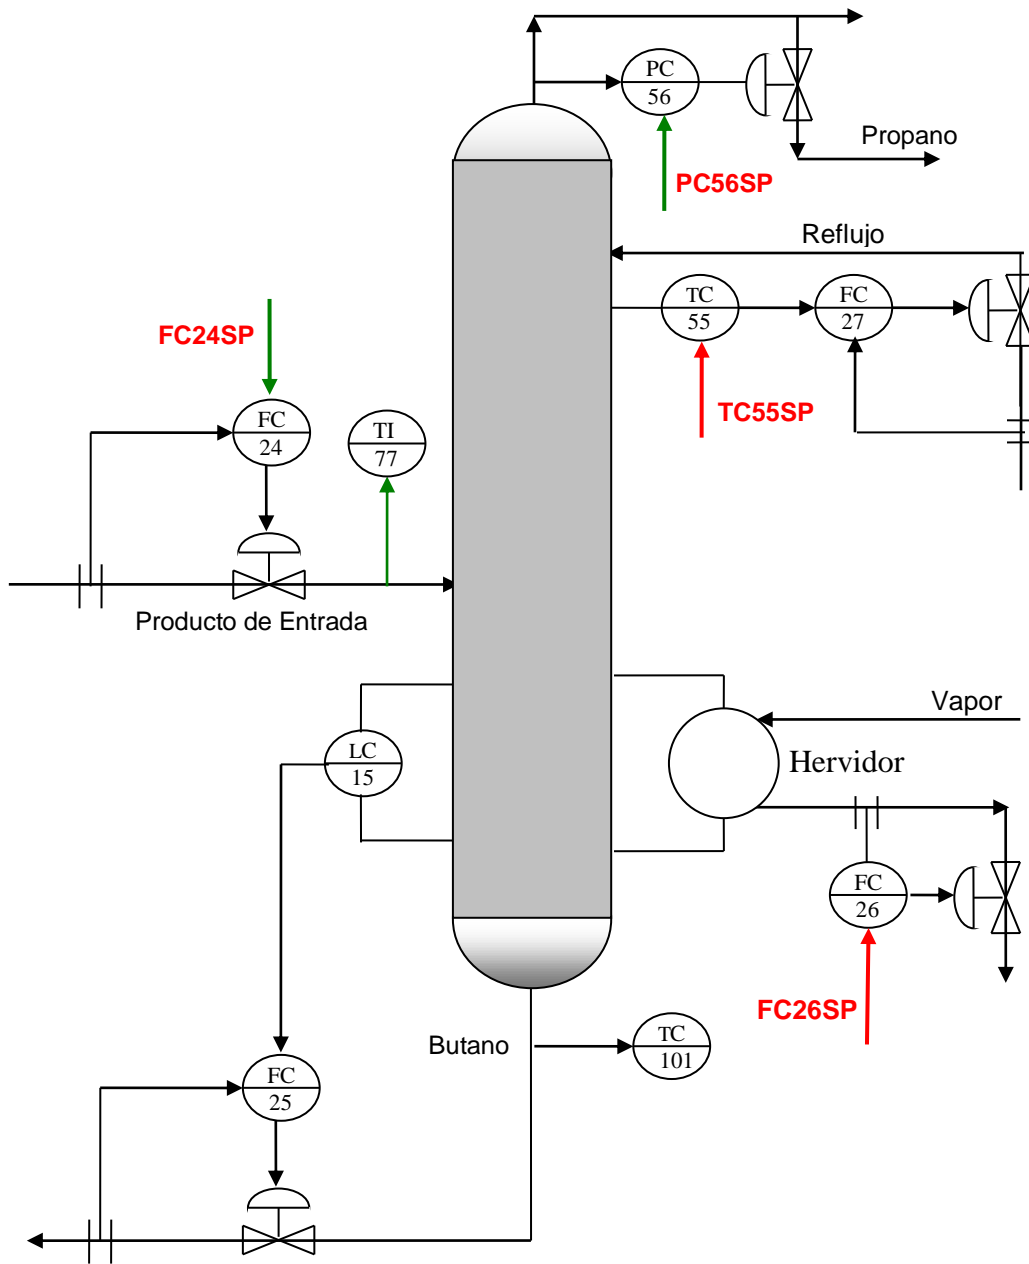 PC
56
Propano
PC56SP
Reflujo
TC
55
FC
27
FC24SP
TC55SP
FC
24
TI
77
Producto de Entrada
Vapor
LC
15
Hervidor
FC
26
FC26SP
Butano
TC
101
FC
25